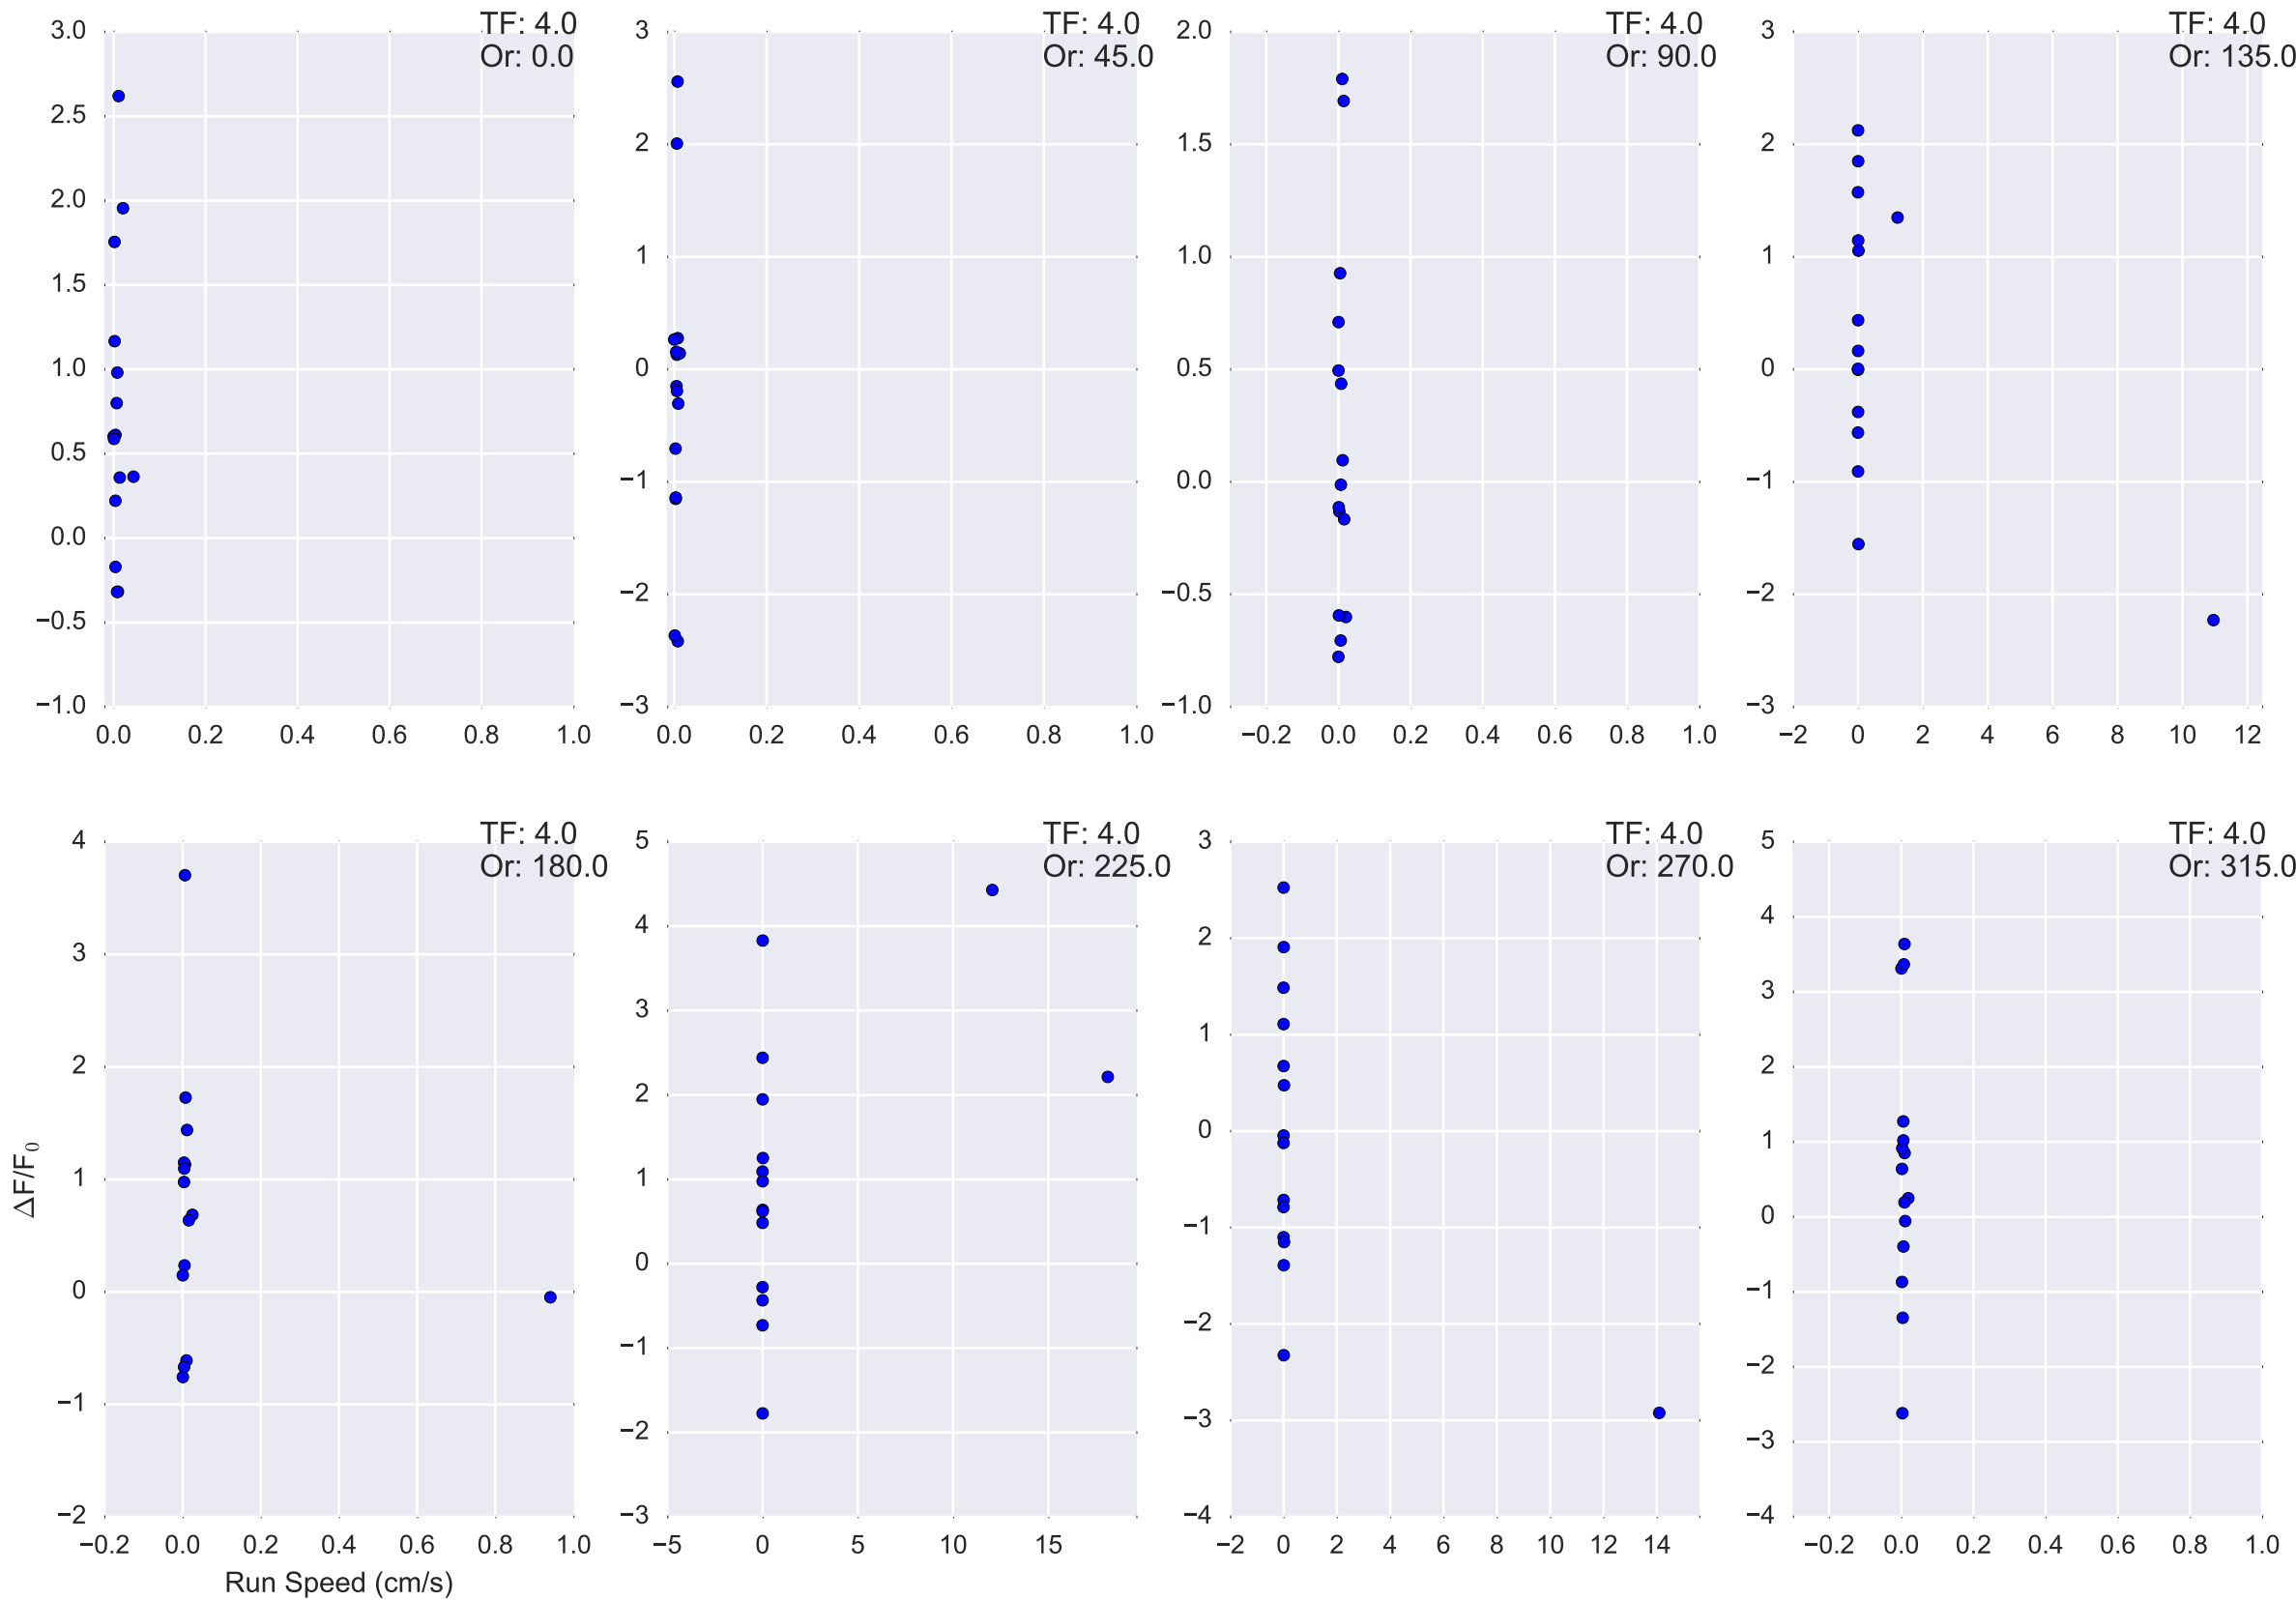 TF: 4.0
Or: 0.0
3.0
2.5
2.0
1.5
1.0
0.5
0.0
−0.5
−1.0
0.0 0.2 0.4 0.6 0.8 1.0
TF: 4.0
Or: 45.0
3
2
1
0
−1
−2
−3
0.0 0.2 0.4 0.6 0.8 1.0
TF: 4.0
Or: 90.0
2.0
1.5
1.0
0.5
0.0
−0.5
−1.0
−0.2 0.0 0.2 0.4 0.6 0.8 1.0
TF: 4.0
Or: 135.0
3
2
1
0
−1
−2
−3
−2 0 2 4 6 8 10 12
TF: 4.0
Or: 180.0
4
3
2
1
0
−1
−2
−0.2 0.0 0.2 0.4 0.6 0.8 1.0
Run Speed (cm/s)
ΔF/F₀
TF: 4.0
Or: 225.0
5
4
3
2
1
0
−1
−2
−3
−5 0 5 10 15
TF: 4.0
Or: 270.0
3
2
1
0
−1
−2
−3
−4
−2 0 2 4 6 8 10 12 14
TF: 4.0
Or: 315.0
5
4
3
2
1
0
−1
−2
−3
−4
−0.2 0.0 0.2 0.4 0.6 0.8 1.0